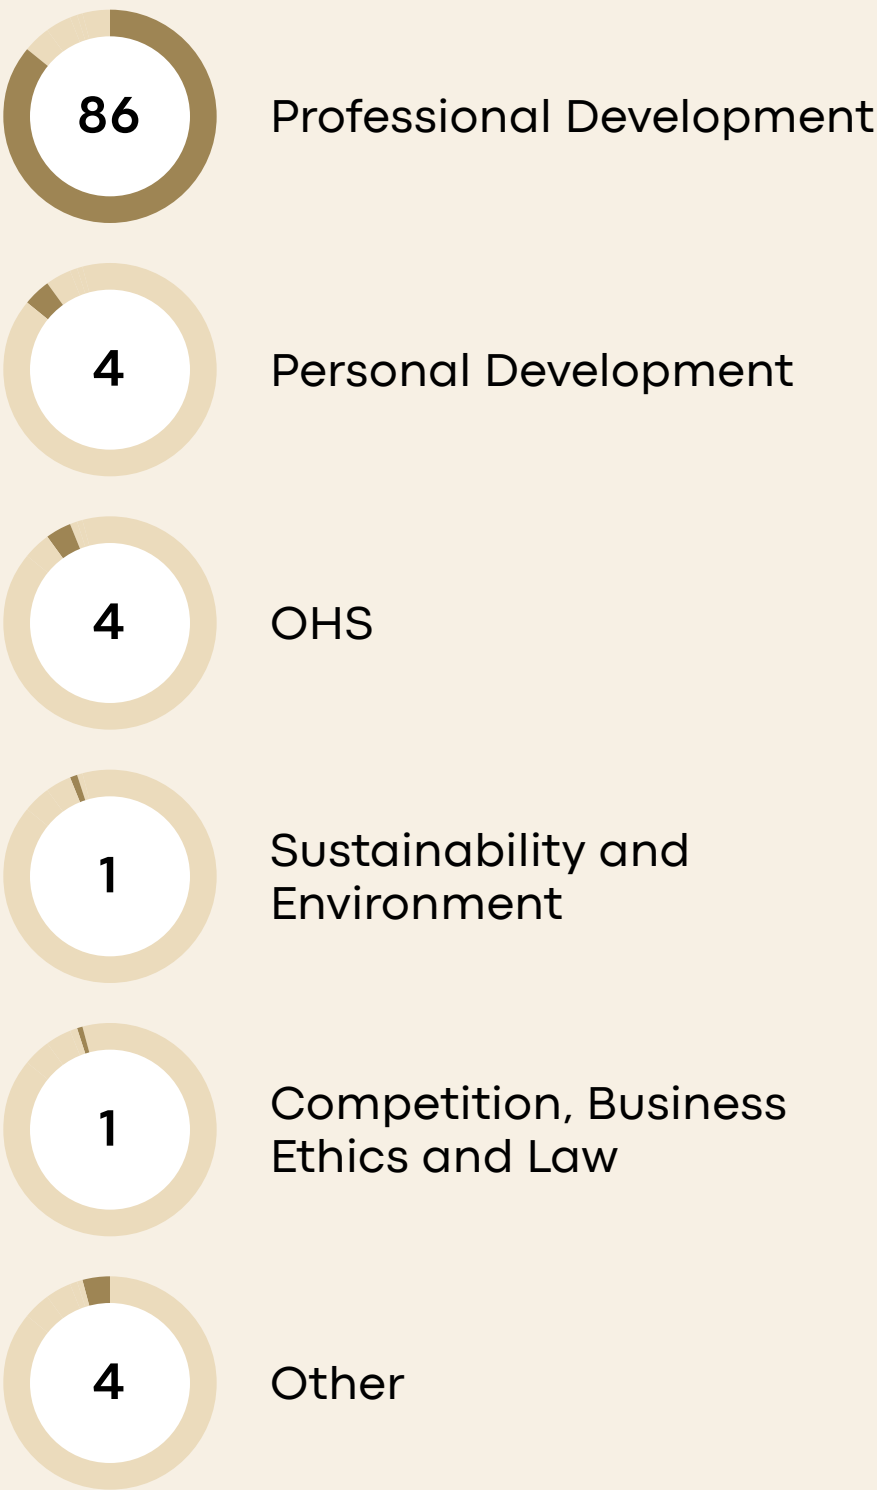 86
Professional Development
4
Personal Development
4
OHS
1
Sustainability and
Environment
1
Competition, Business
Ethics and Law
4
Other